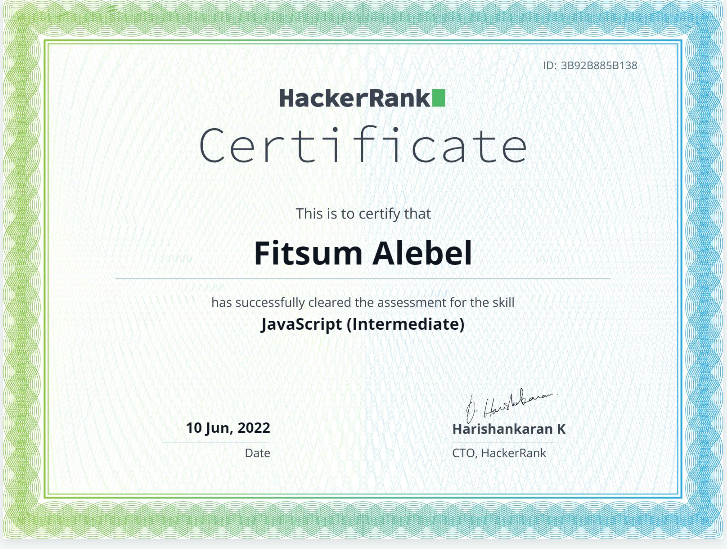 ID: 3B92B885B138
HackerRank
Certificate
This is to certify that
Fitsum Alebel
has successfully cleared the assessment for the skill
JavaScript (Intermediate)
10 Jun, 2022
Date
Harishankaran K
CTO, HackerRank